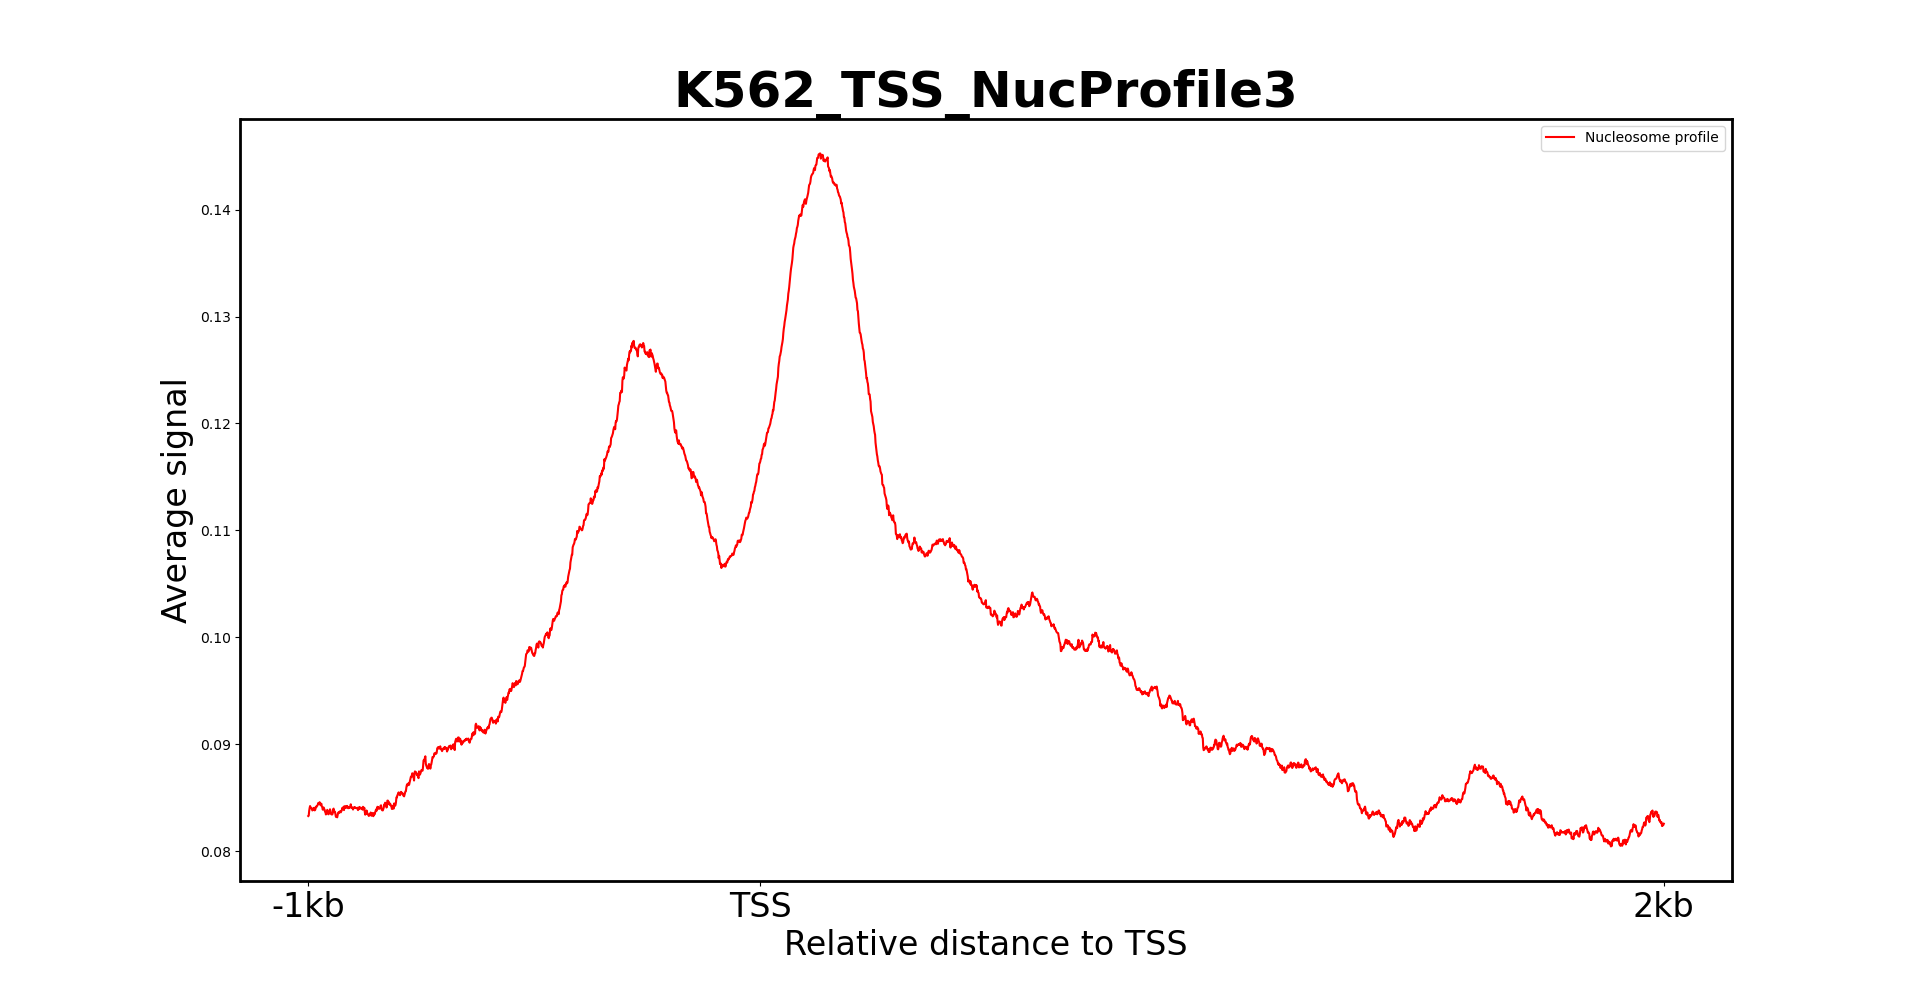 K562_TSS_NucProfile3
Nucleosome profile
0.14
0.13
0.12
0.11
0.10
0.09
0.08
Average signal
-1kb TSS 2kb
Relative distance to TSS